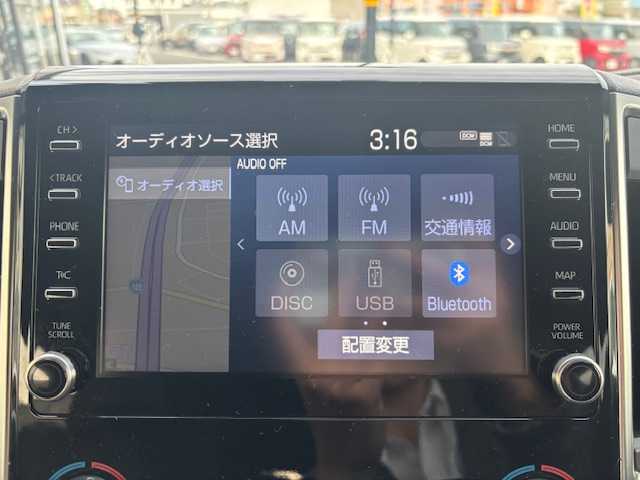 CH >
< TRACK
PHONE
T/C
TUNE
SCROLL
オーディオソース選択
3:16
DCM
DCM
オーディオ選択
AUDIO OFF
AM
FM
交通情報
DISC
USB
Bluetooth
配置変更
HOME
MENU
AUDIO
MAP
POWER
VOLUME